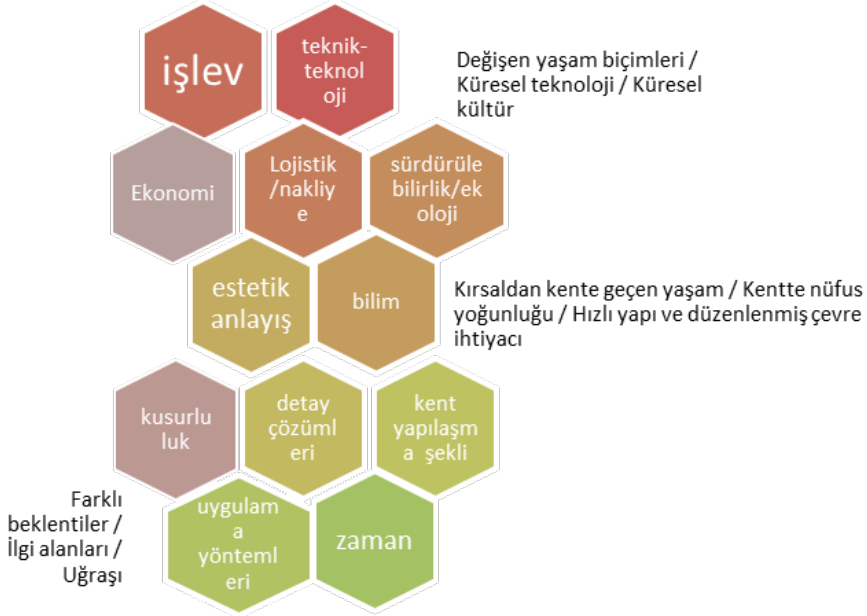 işlev
teknik-
teknol
oji
Değişen yaşam biçimleri /
Küresel teknoloji / Küresel
kültür
Ekonomi
Lojistik
/nakliy
e
sürdürüle
bilirlik/ek
oloji
estetik
anlayış
bilim
Kırsaldan kente geçen yaşam / Kentte nüfus
yoğunluğu / Hızlı yapı ve düzenlenmiş çevre
ihtiyacı
kusurlu
luk
detay
çözüml
eri
kent
yapılaşm
a şekli
Farklı
beklentiler /
İlgi alanları /
Uğraşı
uygulam
a
yönteml
eri
zaman